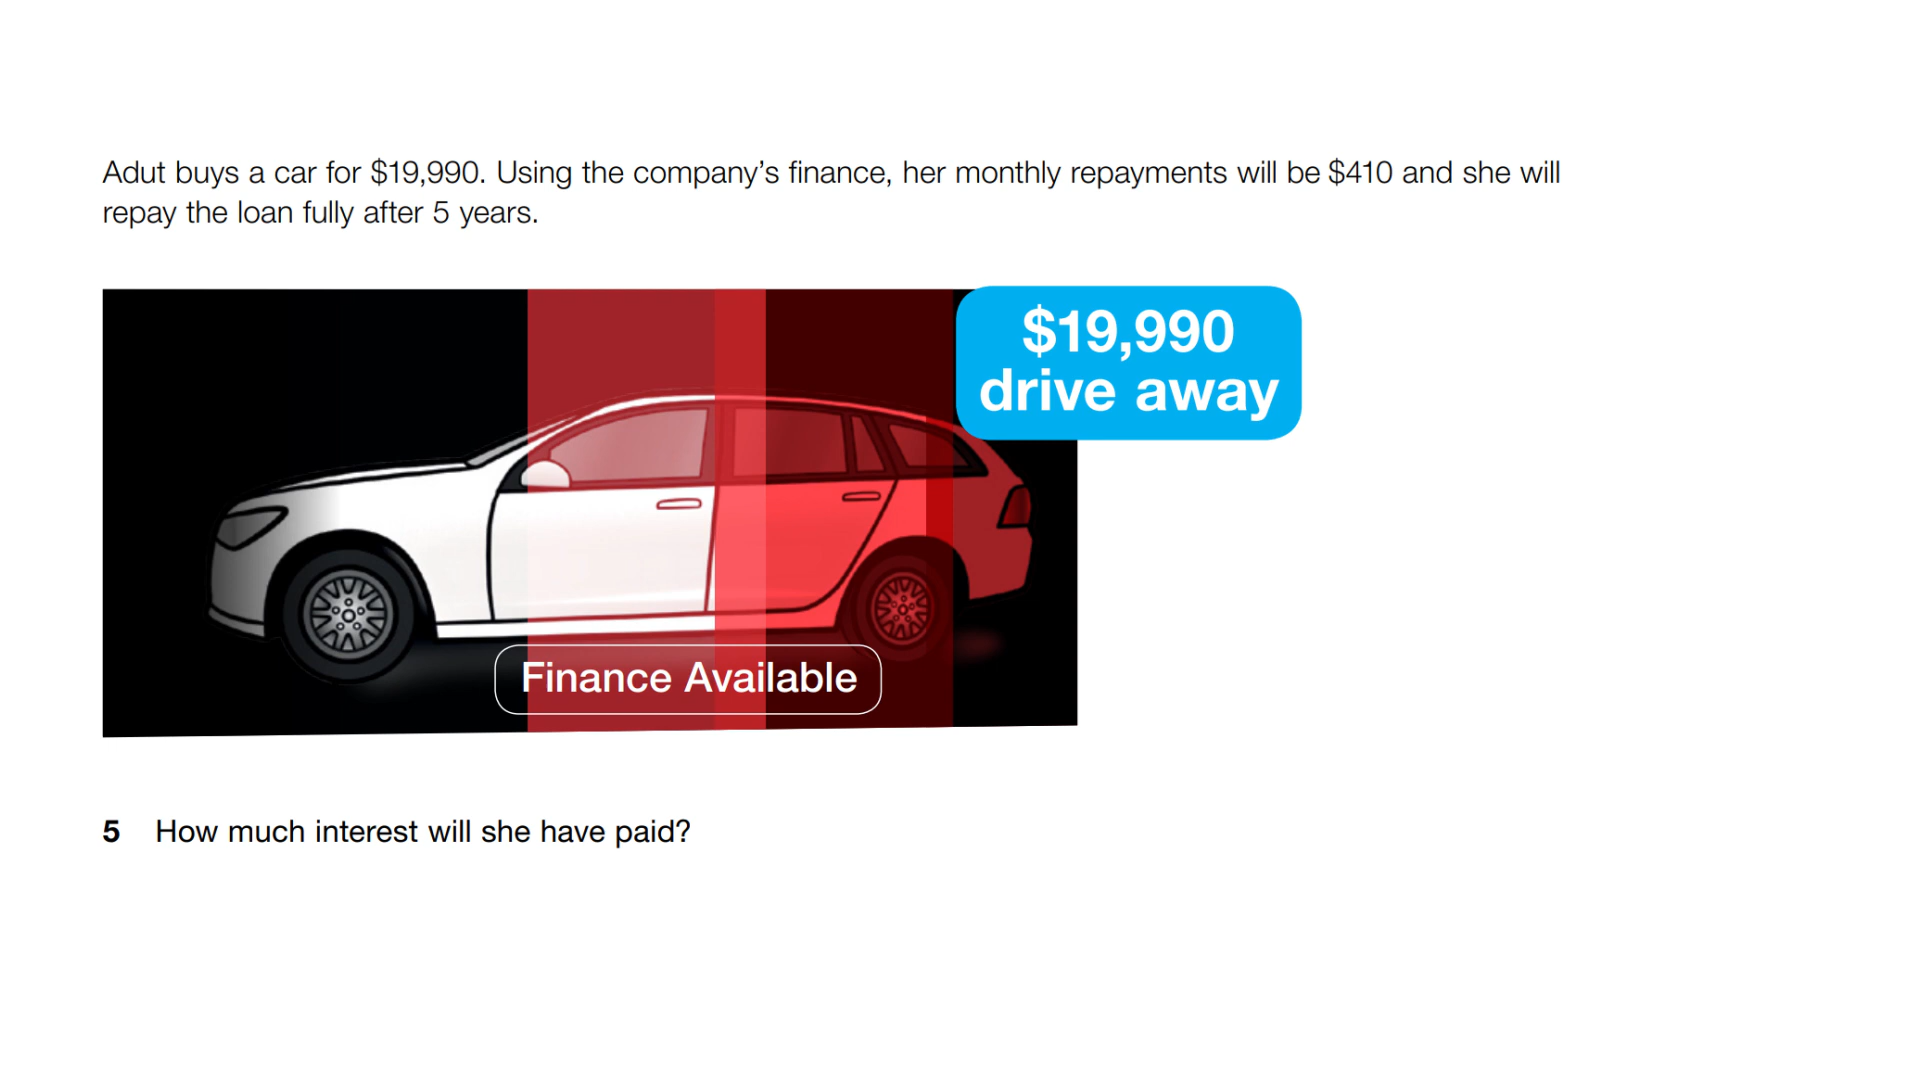 Adut buys a car for $19,990. Using the company’s finance, her monthly repayments will be $410 and she will
repay the loan fully after 5 years.
$19,990
drive away
Finance Available
5 How much interest will she have paid?